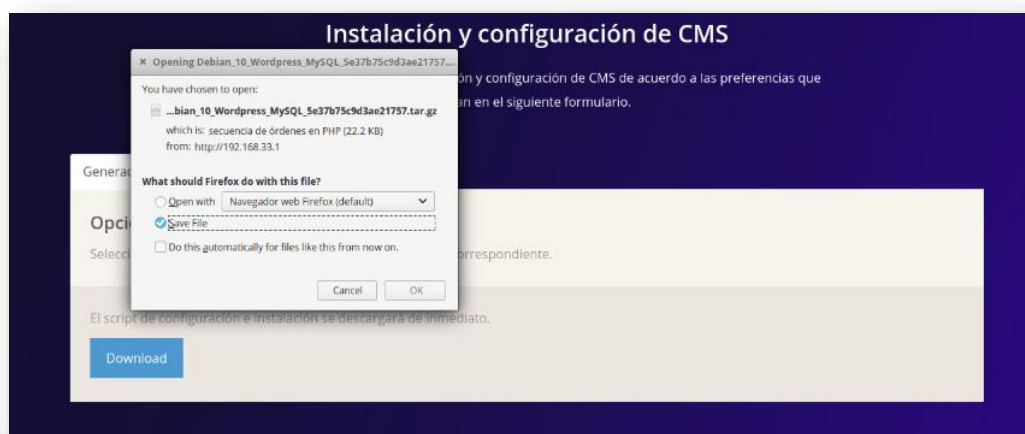 Instalación y configuración de CMS
× Opening Debian_10_Wordpress_MySQL_5e37b75c9d3ae21757....
ón y configuración de CMS de acuerdo a las preferencias que
an en el siguiente formulario.
You have chosen to open:
...bian_10_Wordpress_MySQL_5e37b75c9d3ae21757.tar.gz
which is: secuencia de órdenes en PHP (22.2 KB)
from: http://192.168.33.1
Genera
What should Firefox do with this file?
Open with Navegador web Firefox (default)
Save File
Do this automatically for files like this from now on.
Opci
Selecci
orrespondiente.
Cancel OK
El script de configuración e instalación se descargará de inmediato.
Download